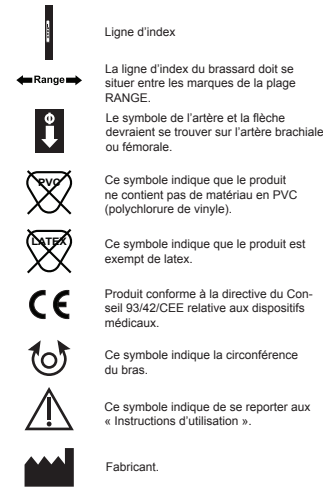 Ligne d'index
Range
La ligne d'index du brassard doit se
situer entre les marques de la plage
RANGE.
Le symbole de l'artère et la flèche
devraient se trouver sur l'artère brachiale
ou fémorale.
PVC
Ce symbole indique que le produit
ne contient pas de matériau en PVC
(polychlorure de vinyle).
LATEX
Ce symbole indique que le produit est
exempt de latex.
CE
Produit conforme à la directive du Con-
seil 93/42/CEE relative aux dispositifs
médicaux.
Ce symbole indique la circonférence
du bras.
Ce symbole indique de se reporter aux
« Instructions d'utilisation ».
Fabricant.